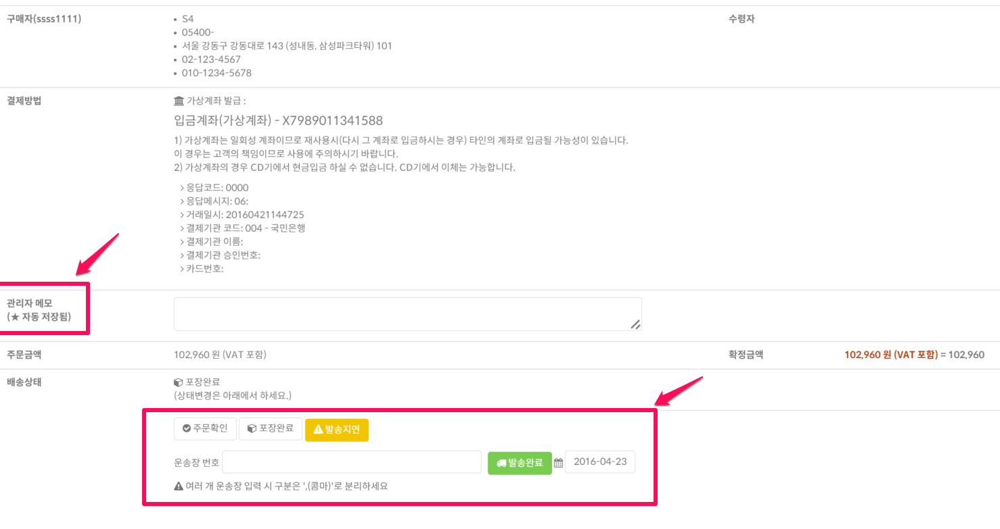 구매자(ssss1111)
• S4
수령자
• 05400-
• 서울 강동구 강동대로 143 (성내동, 삼성파크타워) 101
• 02-123-4567
• 010-1234-5678
결제방법
가상계좌 발급 :
입금계좌(가상계좌) - X7989011341588
1) 가상계좌는 일회성 계좌이므로 재사용시(다시 그 계좌로 입금하시는 경우) 타인의 계좌로 입금될 가능성이 있습니다.
이 경우는 고객의 책임이므로 사용에 주의하시기 바랍니다.
2) 가상계좌의 경우 CD기에서 현금입금 하실 수 없습니다. CD기에서 이체는 가능합니다.
> 응답코드: 0000
> 응답메시지: 06:
> 거래일시: 20160421144725
> 결제기관 코드: 004 - 국민은행
> 결제기관 이름:
> 결제기관 승인번호:
> 카드번호:
관리자 메모
(★ 자동 저장됨)
주문금액
102,960 원 (VAT 포함)
확정금액
102,960 원 (VAT 포함) = 102,960
배송상태
포장완료
(상태변경은 아래에서 하세요.)
주문확인
포장완료
발송지연
운송장 번호
발송완료
2016-04-23
여러 개 운송장 입력 시 구분은 ',(콤마)'로 분리하세요